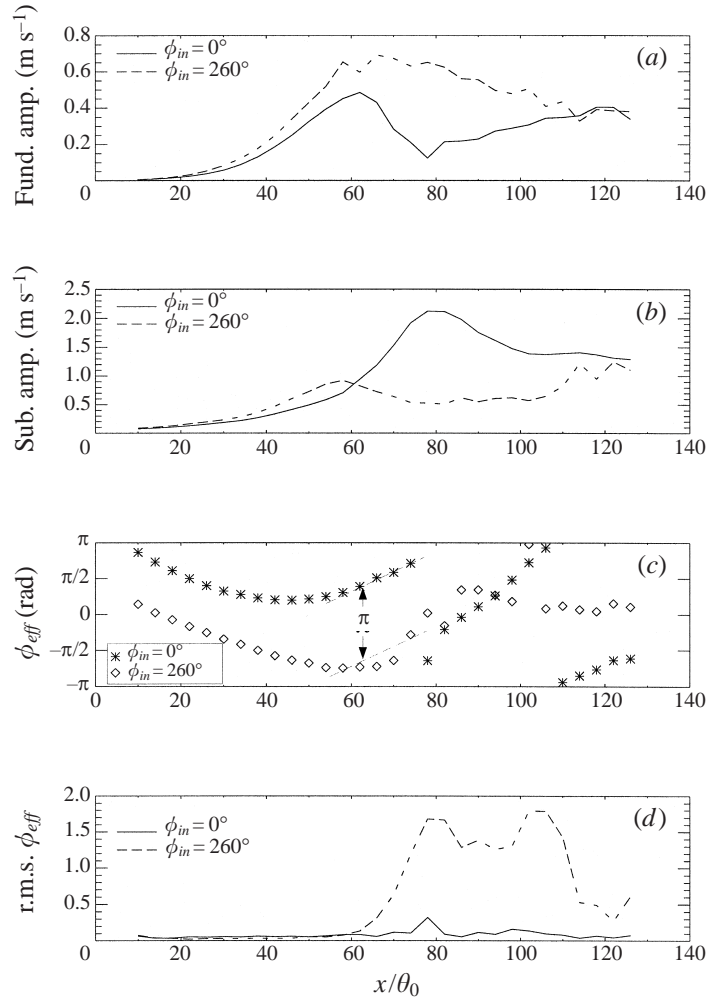 Fund. amp. (m s⁻¹)
0.8
0.6
0.4
0.2
ϕin = 0°
ϕin = 260°
(a)
0 20 40 60 80 100 120 140
Sub. amp. (m s⁻¹)
2.5
2.0
1.5
1.0
0.5
ϕin = 0°
ϕin = 260°
(b)
0 20 40 60 80 100 120 140
ϕeff (rad)
π
π/2
0
−π/2
−π
π
ϕin = 0°
ϕin = 260°
(c)
0 20 40 60 80 100 120 140
r.m.s. ϕeff
2.0
1.5
1.0
0.5
ϕin = 0°
ϕin = 260°
(d)
0 20 40 60 80 100 120 140
x/θ0